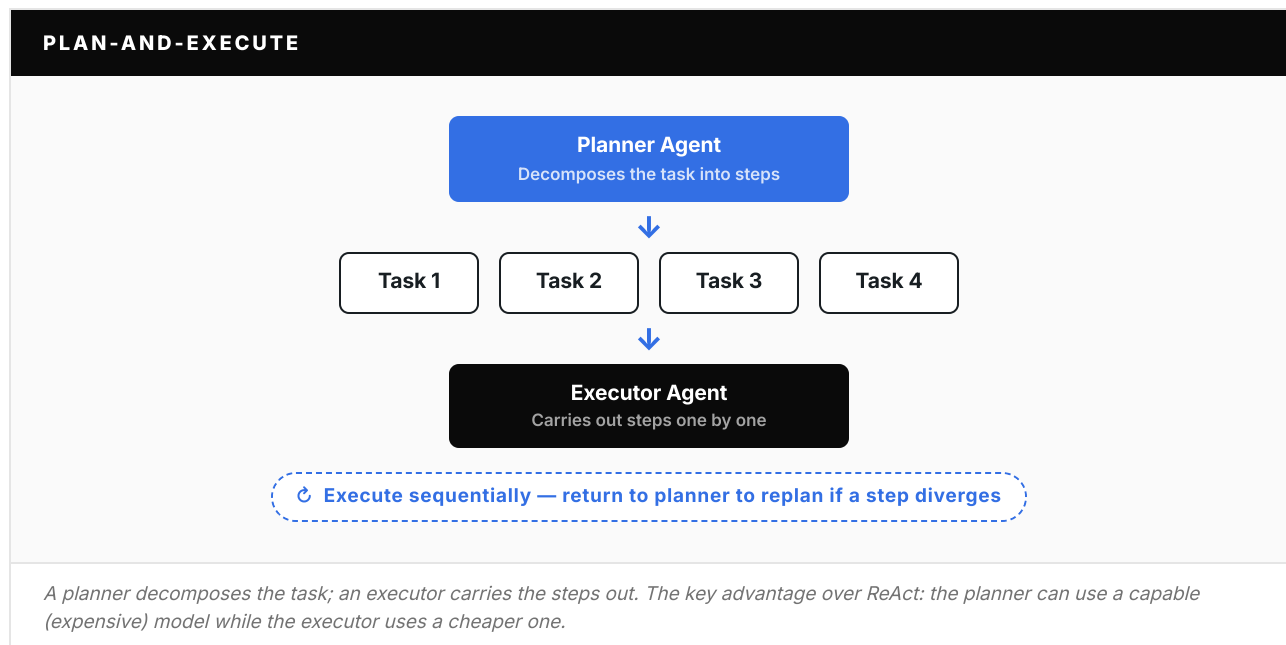 PLAN-AND-EXECUTE
Planner Agent
Decomposes the task into steps
Task 1
Task 2
Task 3
Task 4
Executor Agent
Carries out steps one by one
↻ Execute sequentially — return to planner to replan if a step diverges
A planner decomposes the task; an executor carries the steps out. The key advantage over ReAct: the planner can use a capable
(expensive) model while the executor uses a cheaper one.